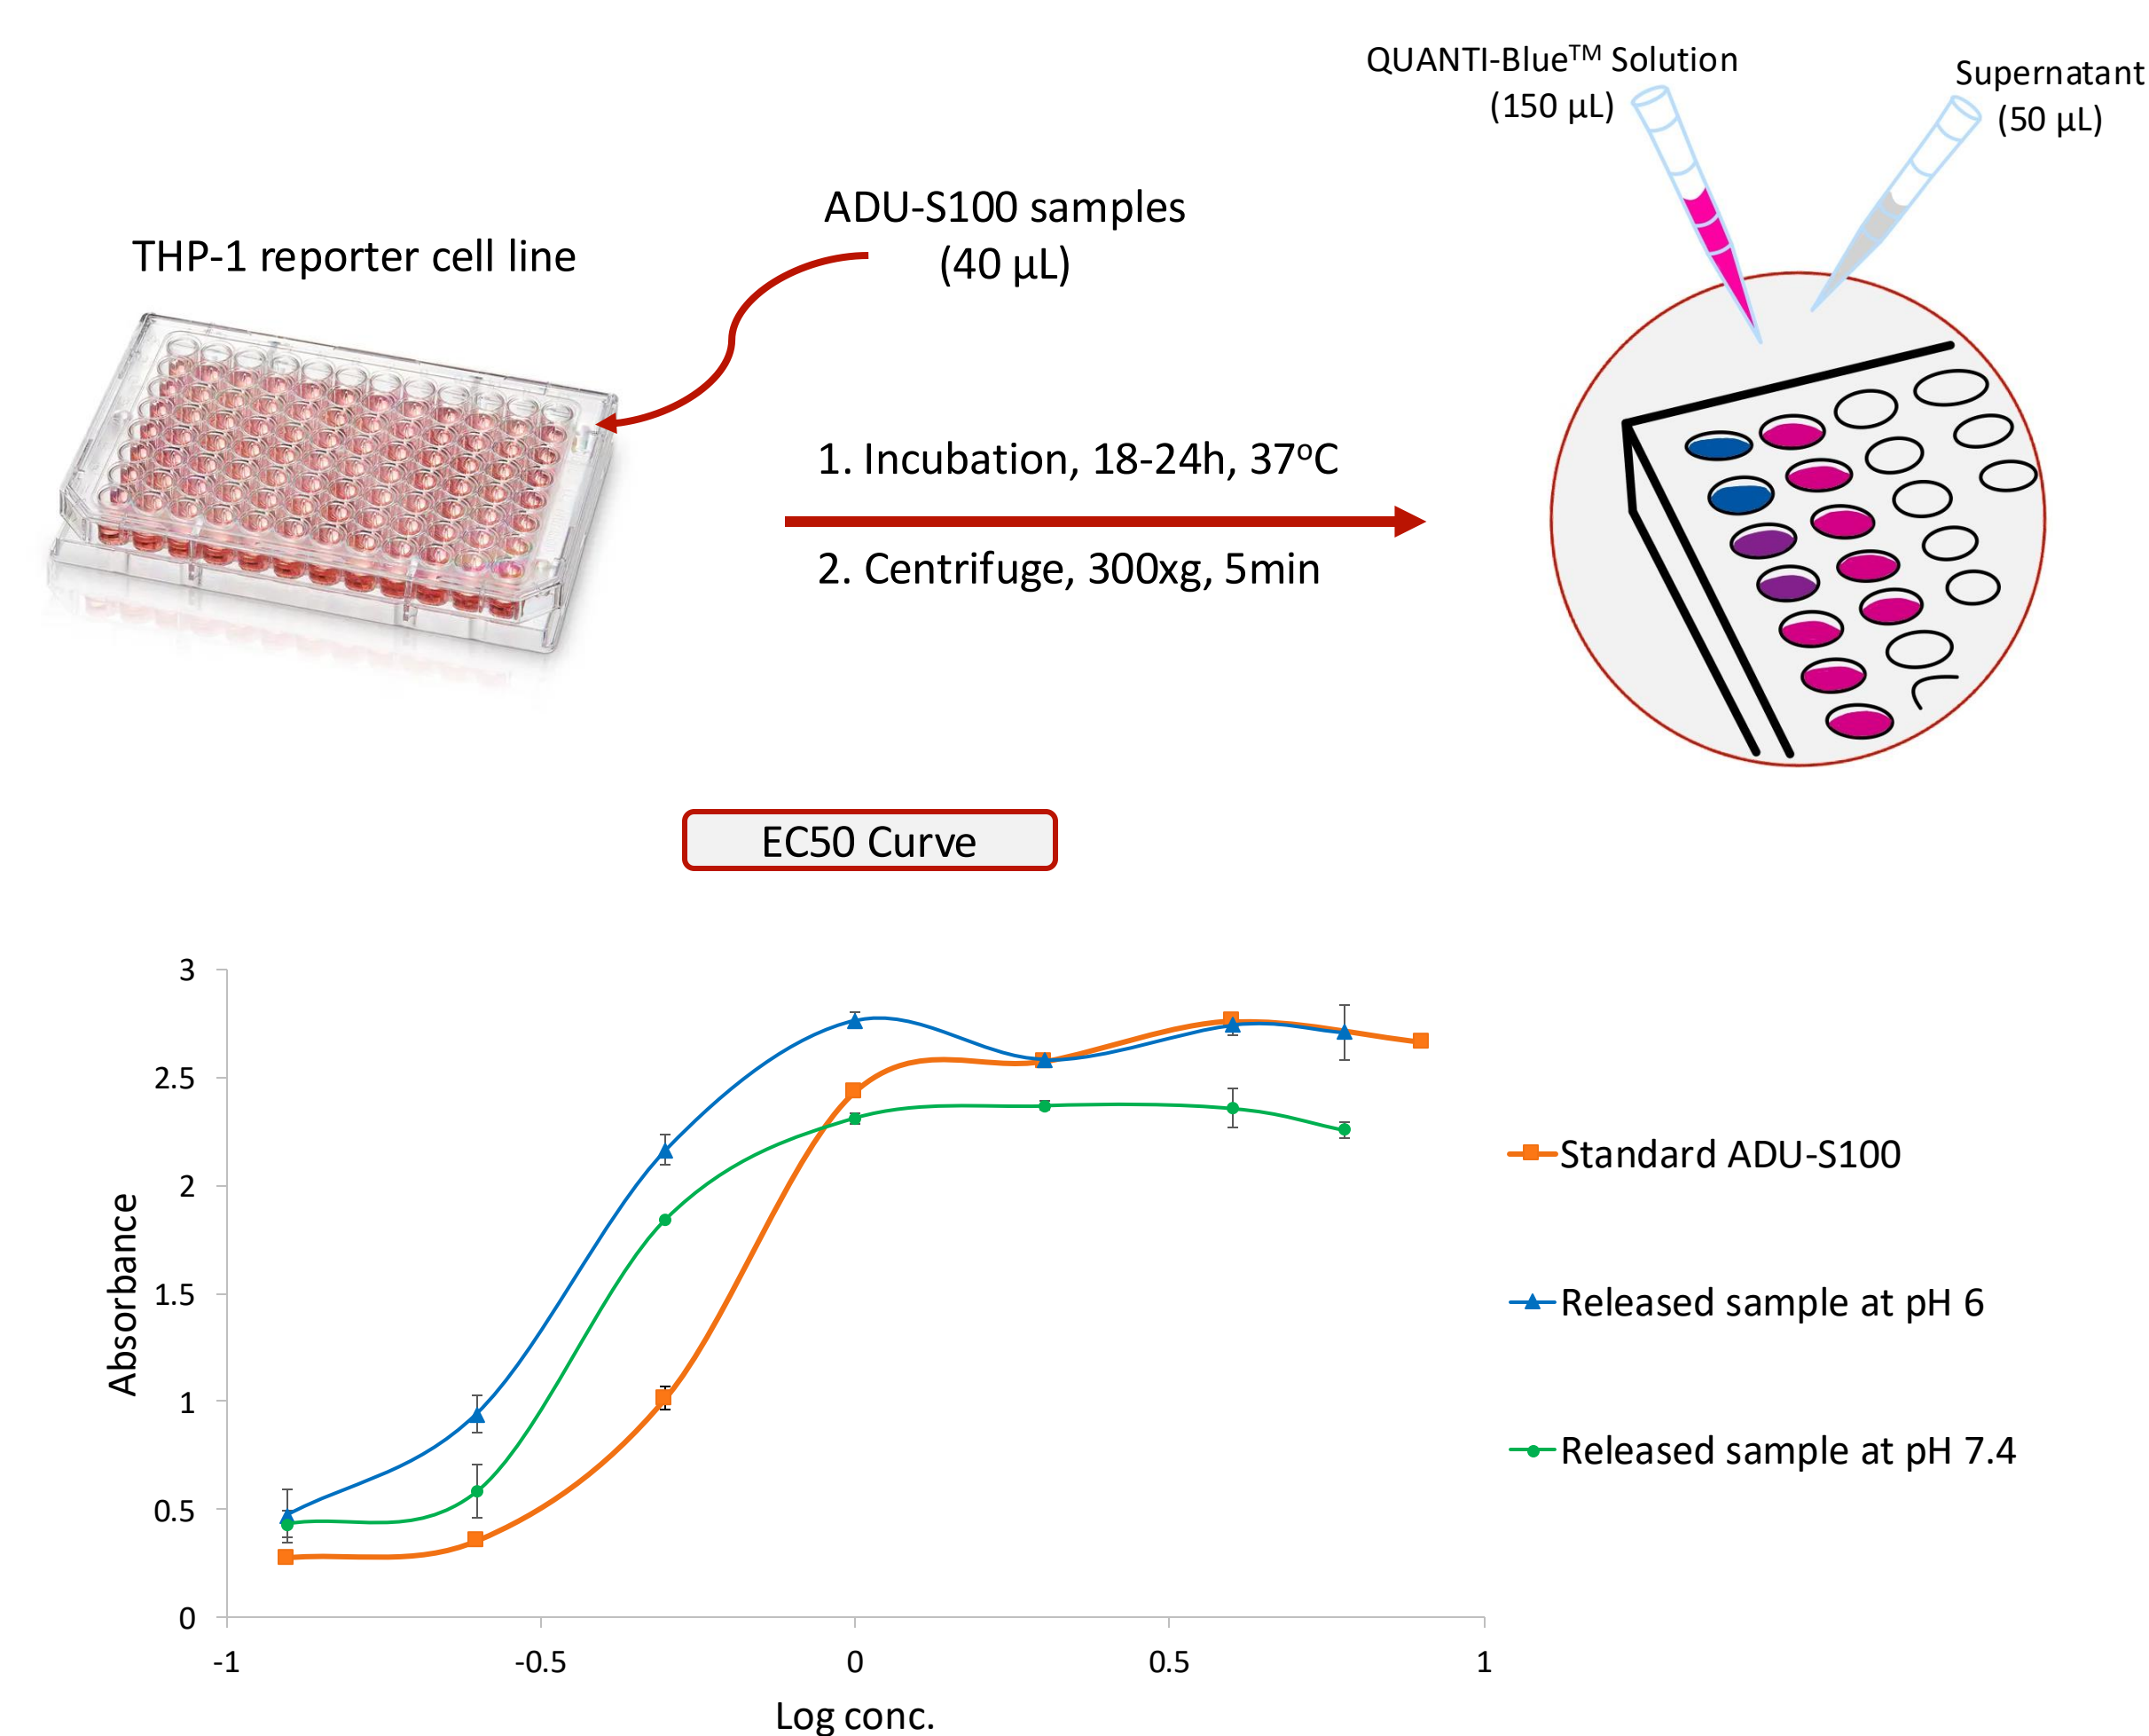 QUANTI-Blue™ Solution
(150 µL)
Supernatant
(50 µL)
THP-1 reporter cell line
ADU-S100 samples
(40 µL)
1. Incubation, 18-24h, 37ºC
2. Centrifuge, 300xg, 5min
EC50 Curve
3
2.5
2
1.5
1
0.5
0
Absorbance
-1
-0.5
0
0.5
1
Log conc.
Standard ADU-S100
Released sample at pH 6
Released sample at pH 7.4